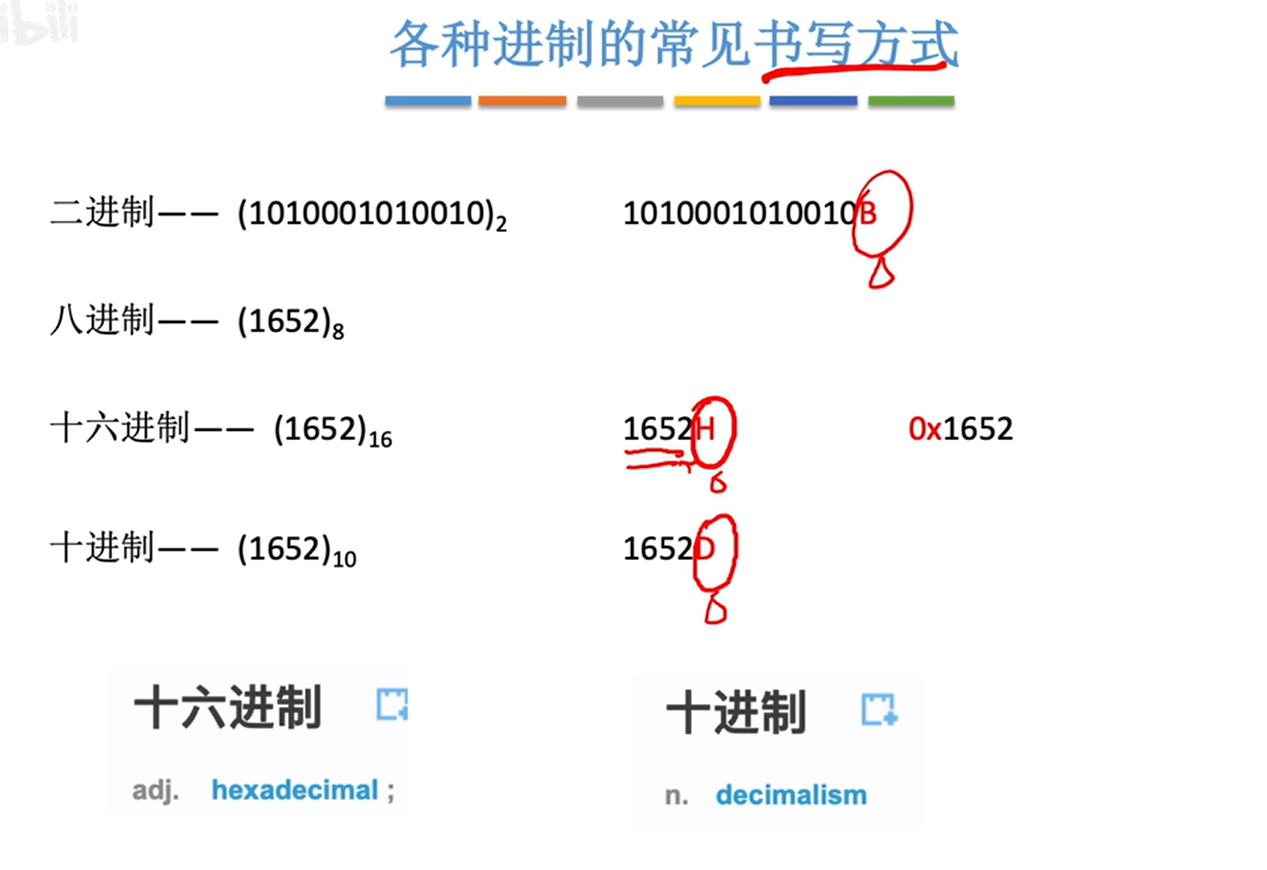 各种进制的常见书写方式
二进制—— (1010001010010)₂ 1010001010010B
八进制—— (1652)₈
十六进制—— (1652)₁₆ 1652H 0x1652
十进制—— (1652)₁₀ 1652D
十六进制
adj. hexadecimal ;
十进制
n. decimalism